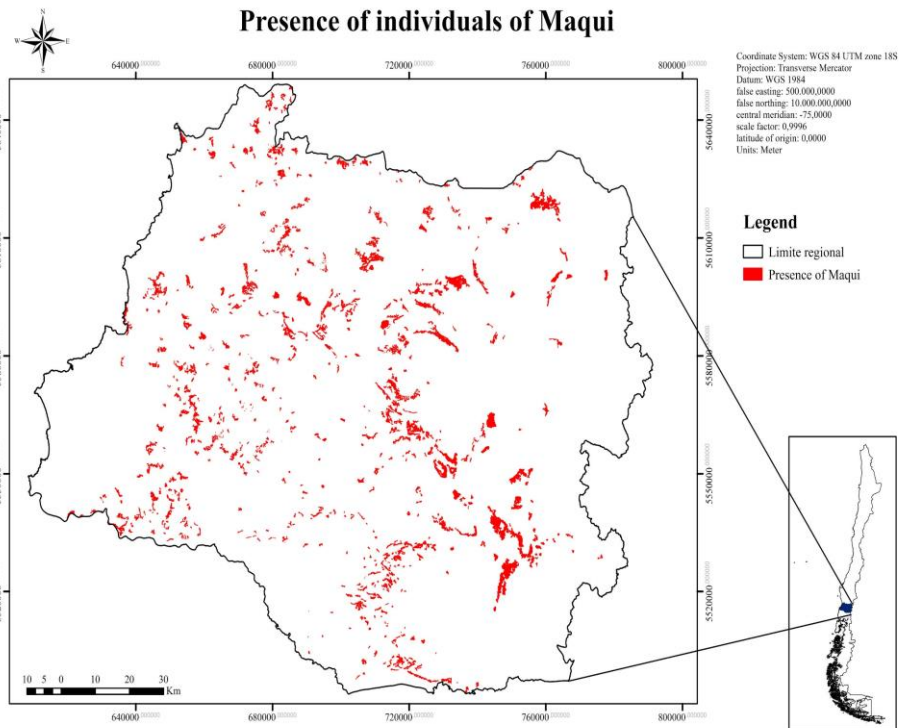 Presence of individuals of Maqui
N
W
E
S
640000
680000
720000
760000
800000
Coordinate System: WGS 84 UTM zone 18S
Projection: Transverse Mercator
Datum: WGS 1984
false easting: 500.000,0000
false northing: 10.000.000,0000
central meridian: -75,0000
scale factor: 0,9996
latitude of origin: 0,0000
Units: Meter
5640000
5610000
5580000
5550000
5520000
Legend
Limite regional
Presence of Maqui
10 5 0 10 20 30
Km
640000
680000
720000
760000
800000